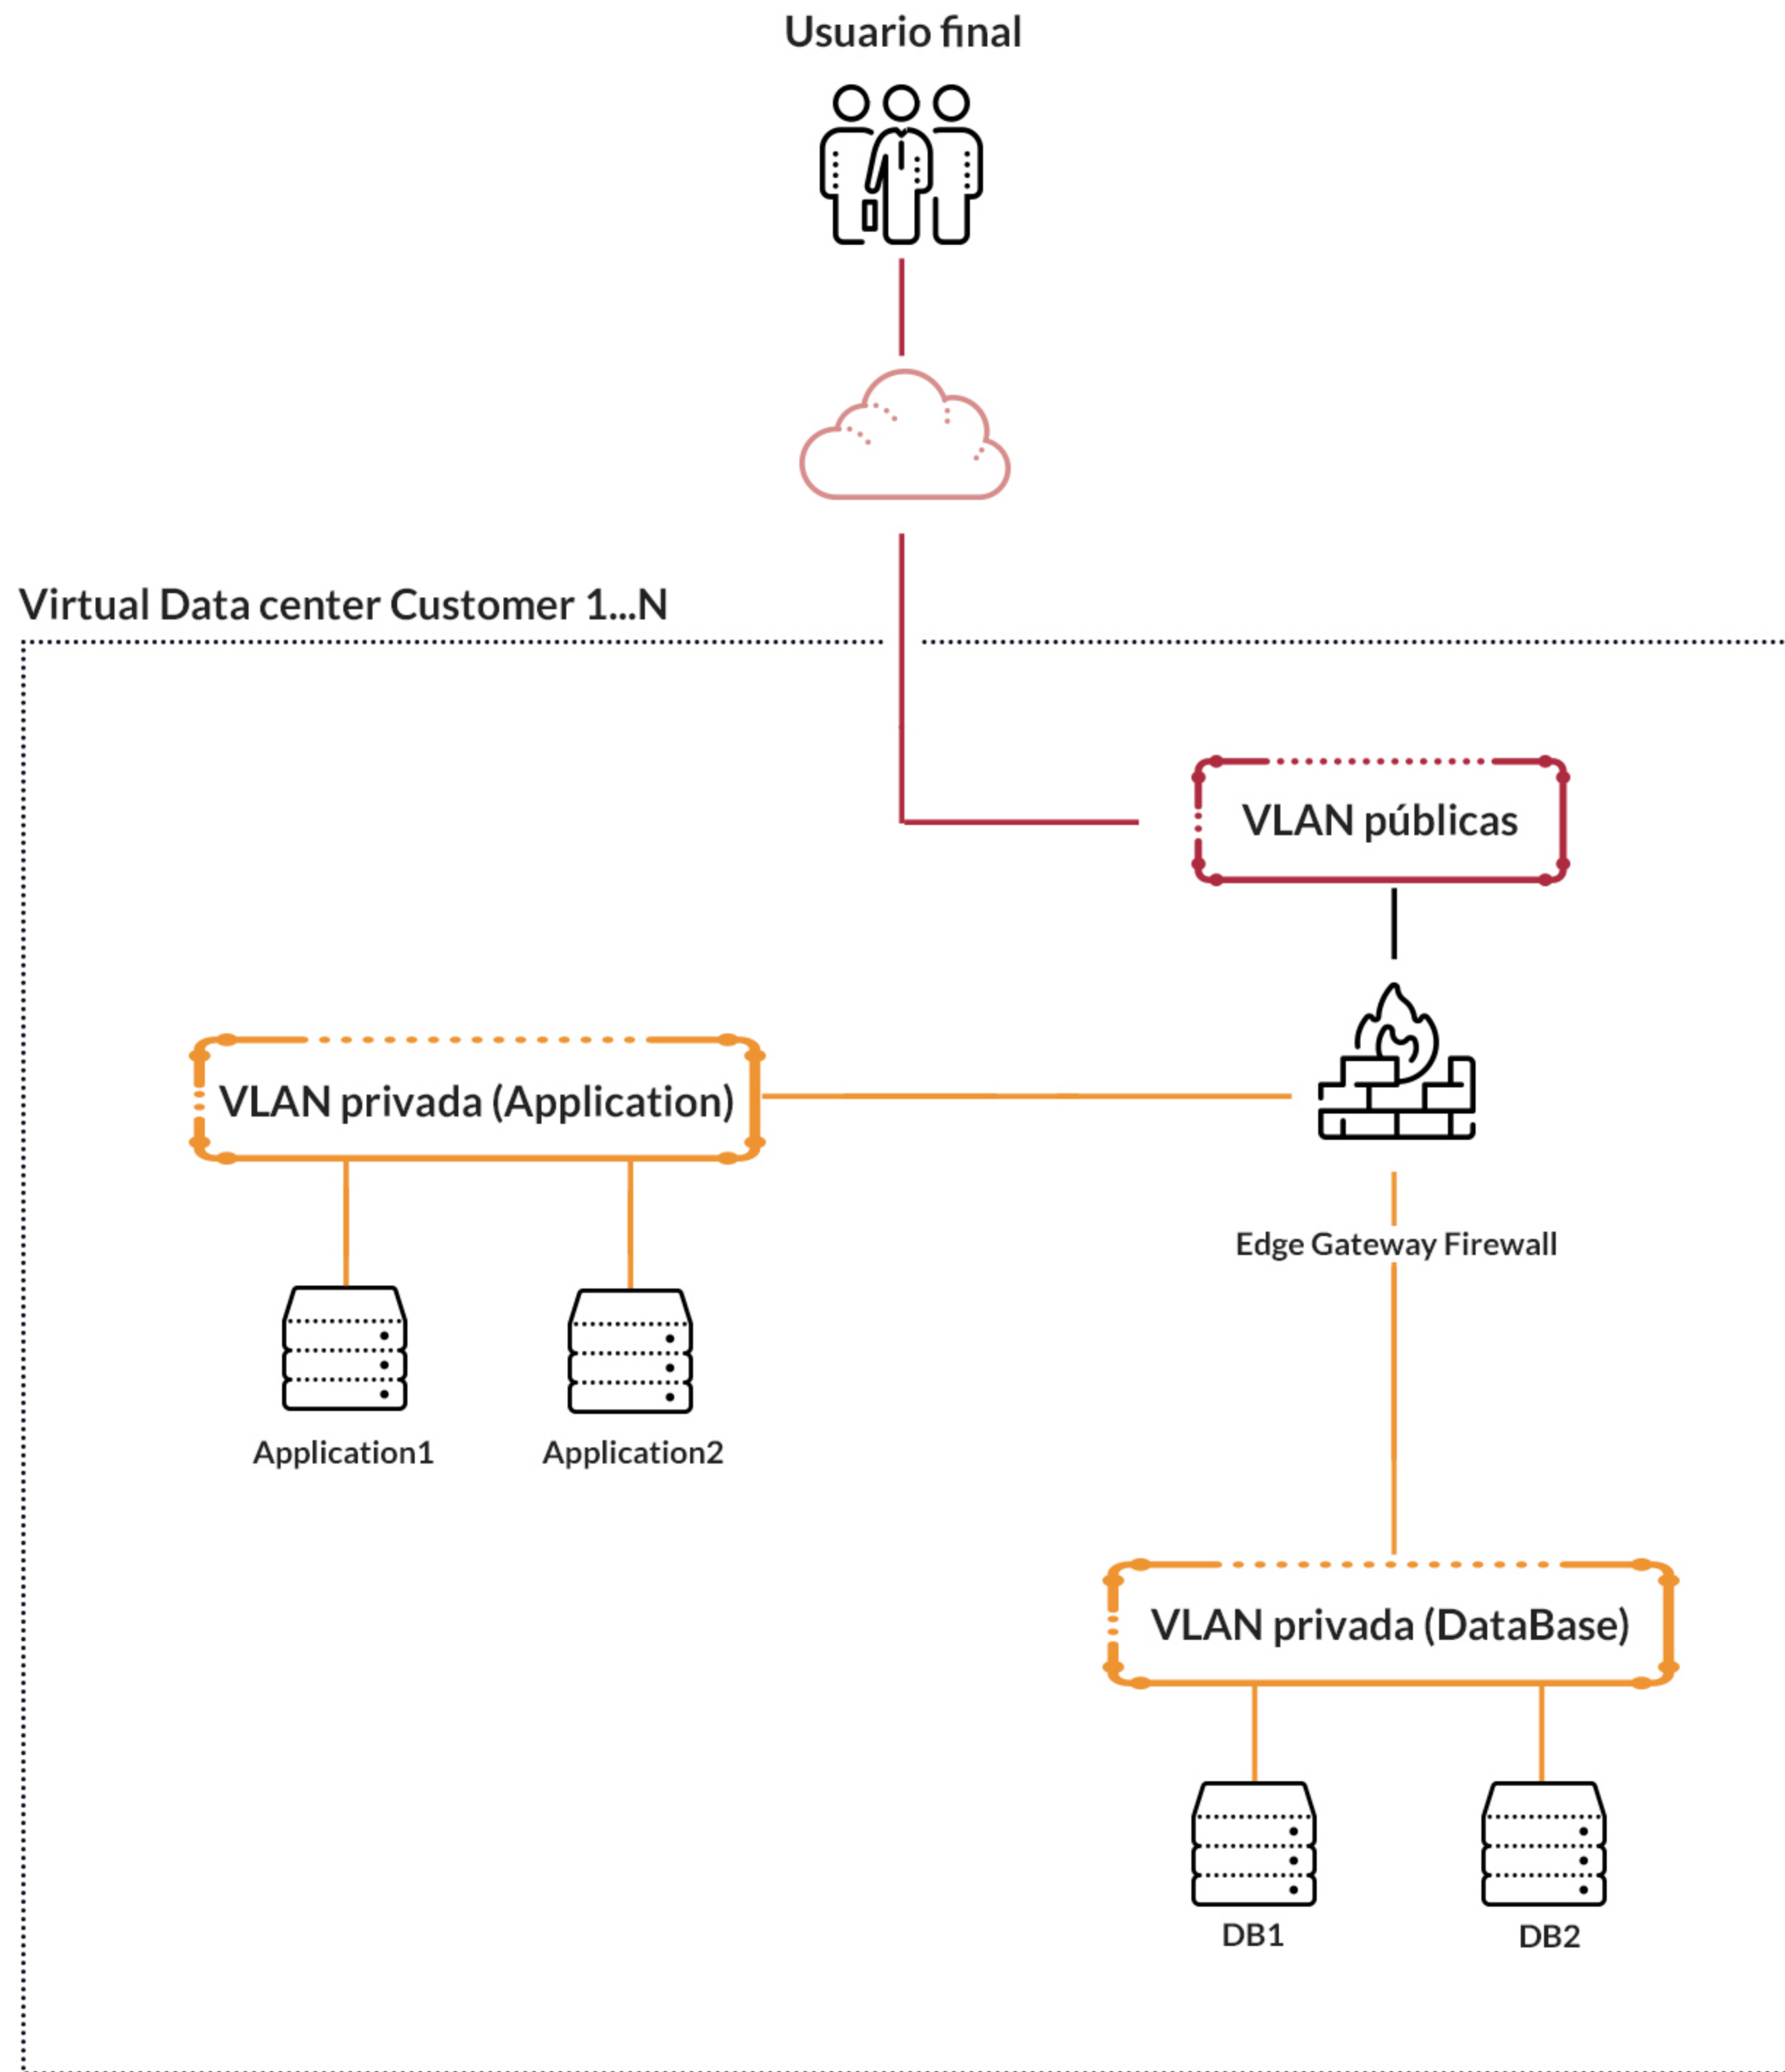 Usuario final
Virtual Data center Customer 1...N
VLAN públicas
VLAN privada (Application)
Edge Gateway Firewall
Application1
Application2
VLAN privada (DataBase)
DB1
DB2